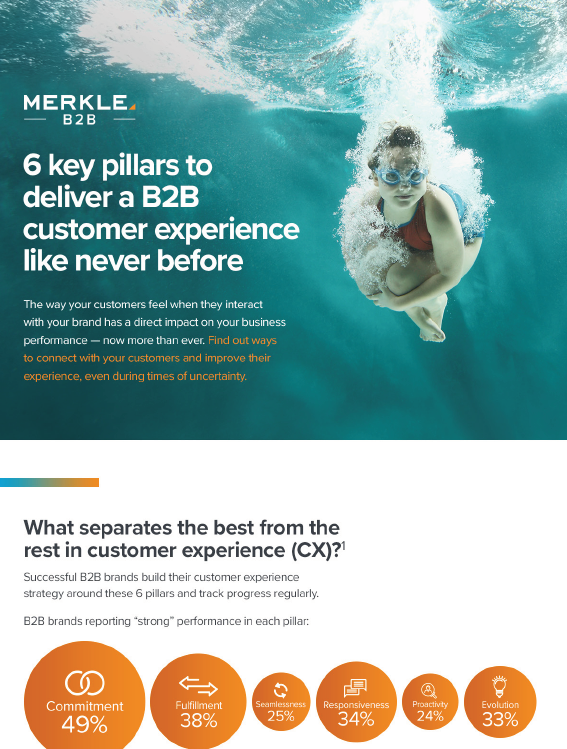 MERKLE
B2B
6 key pillars to
deliver a B2B
customer experience
like never before
The way your customers feel when they interact
with your brand has a direct impact on your business
performance — now more than ever. Find out ways
to connect with your customers and improve their
experience, even during times of uncertainty.
What separates the best from the
rest in customer experience (CX)?1
Successful B2B brands build their customer experience
strategy around these 6 pillars and track progress regularly.
B2B brands reporting “strong” performance in each pillar:
Commitment
49%
Fulfillment
38%
Seamlessness
25%
Responsiveness
34%
Proactivity
24%
Evolution
33%